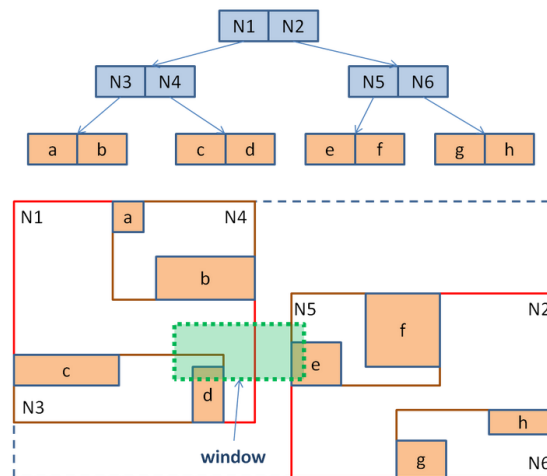 N1 N2
N3 N4 N5 N6
a b c d e f g h
N1 a N4
b
N5 N2
f
c e
d
N3
h
window g N6